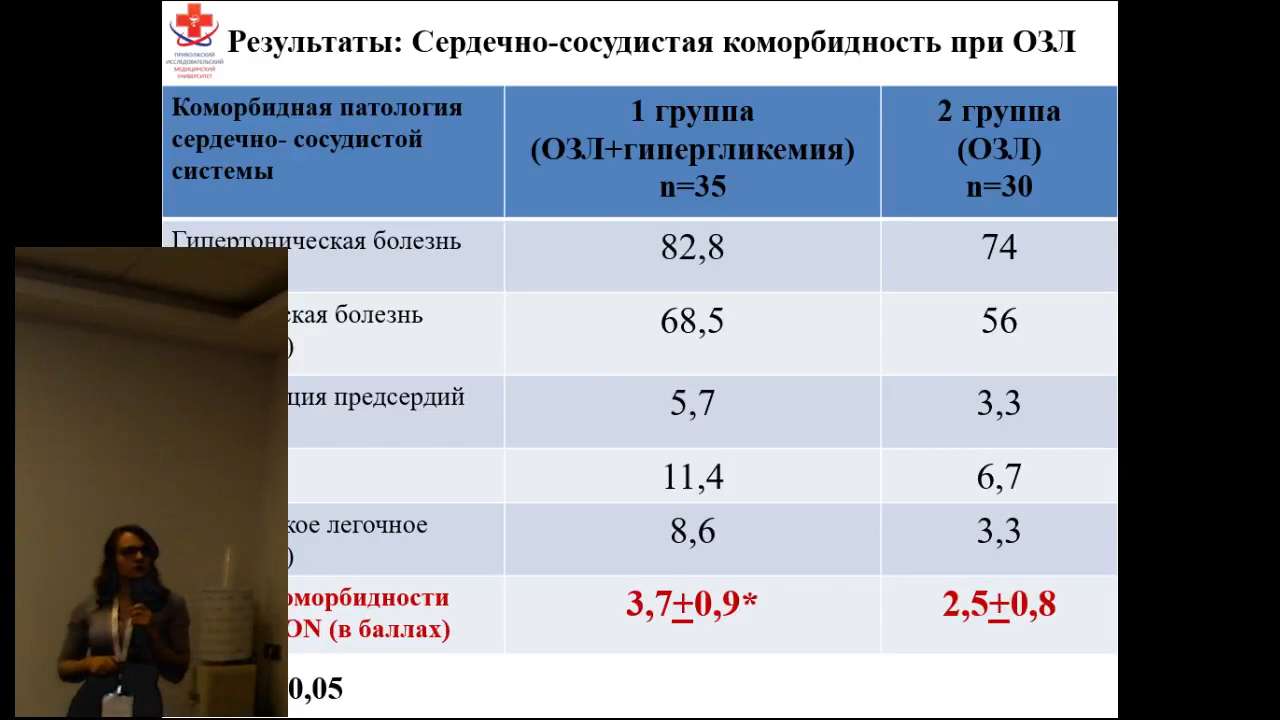 ПРИВОЛЖСКИЙ
ИССЛЕДОВАТЕЛЬСКИЙ
МЕДИЦИНСКИЙ
УНИВЕРСИТЕТ
Результаты: Сердечно-сосудистая коморбидность при ОЗЛ
Коморбидная патология
сердечно- сосудистой
системы
1 группа
(ОЗЛ+гипергликемия)
n=35
2 группа
(ОЗЛ)
n=30
Гипертоническая болезнь
82,8
74
ская болезнь
)
68,5
56
ция предсердий
5,7
3,3
11,4
6,7
кое легочное
)
8,6
3,3
оморбидности
ON (в баллах)
3,7±0,9*
2,5±0,8
0,05